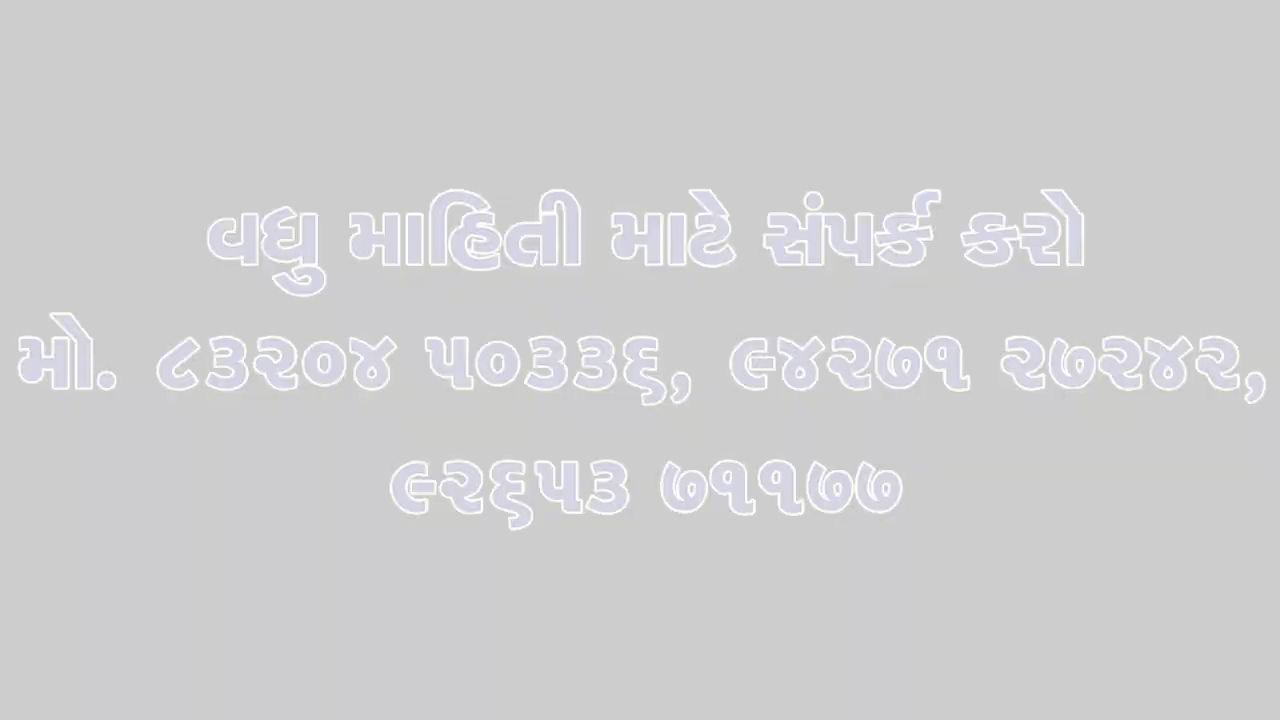 વધુ માહિતી માટે સંપર્ક કરો
મો. ૮૩૨૦૪ ૫૦૩૩૬, ૯૪૨૭૧ ૨૭૨૪૨,
૯૨૬૫૩ ૭૧૧૭૭